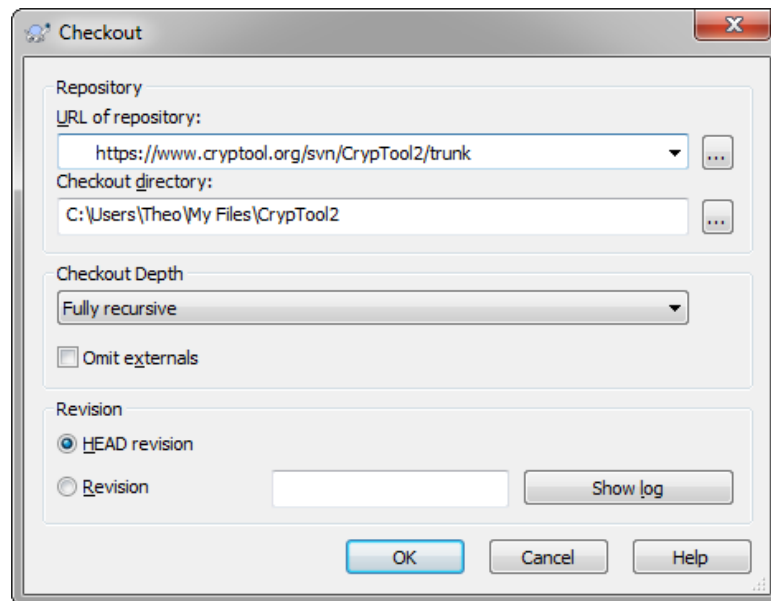 Checkout
Repository
URL of repository:
https://www.cryptool.org/svn/CrypTool2/trunk
...
Checkout directory:
C:\Users\Theo\My Files\CrypTool2
...
Checkout Depth
Fully recursive
Omit externals
Revision
HEAD revision
Revision
Show log
OK Cancel Help